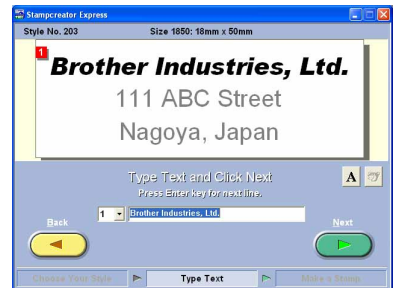 Stampcreator Express
Style No. 203 Size 1850: 18mm x 50mm
1
Brother Industries, Ltd.
111 ABC Street
Nagoya, Japan
Type Text and Click Next
A
Press Enter key for next line.
Back 1 Brother Industries, Ltd. Next
Choose Your Style Type Text Make a Stamp